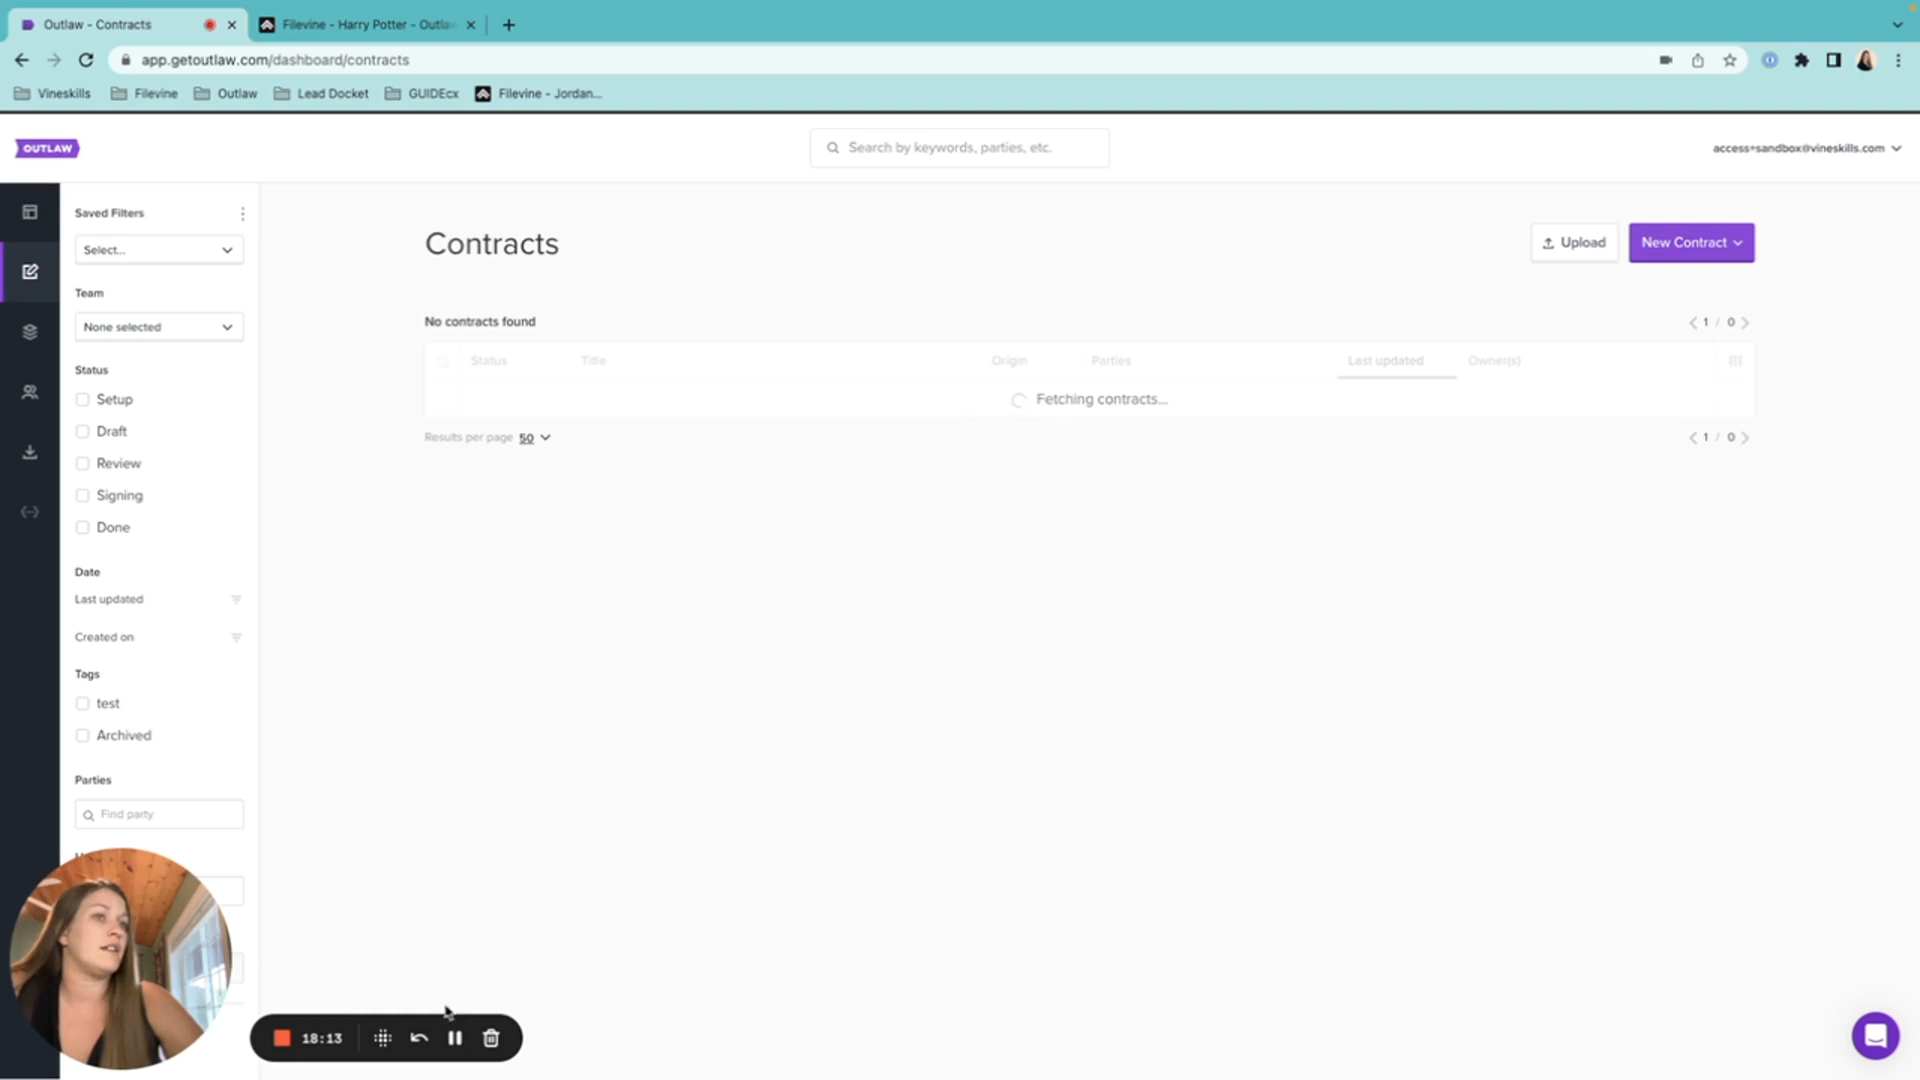 Outlaw - Contracts
Filevine - Harry Potter - Outla
app.getoutlaw.com/dashboard/contracts
Vineskills
Filevine
Outlaw
Lead Docket
GUIDEcx
Filevine - Jordan...
OUTLAW
Search by keywords, parties, etc.
access+sandbox@vineskills.com
Saved Filters
Select...
Team
None selected
Status
Setup
Draft
Review
Signing
Done
Date
Last updated
Created on
Tags
test
Archived
Parties
Find party
Contracts
Upload
New Contract
No contracts found
1 / 0
Status Title Origin Parties Last updated Owner(s)
Fetching contracts...
Results per page 50
1 / 0
18:13